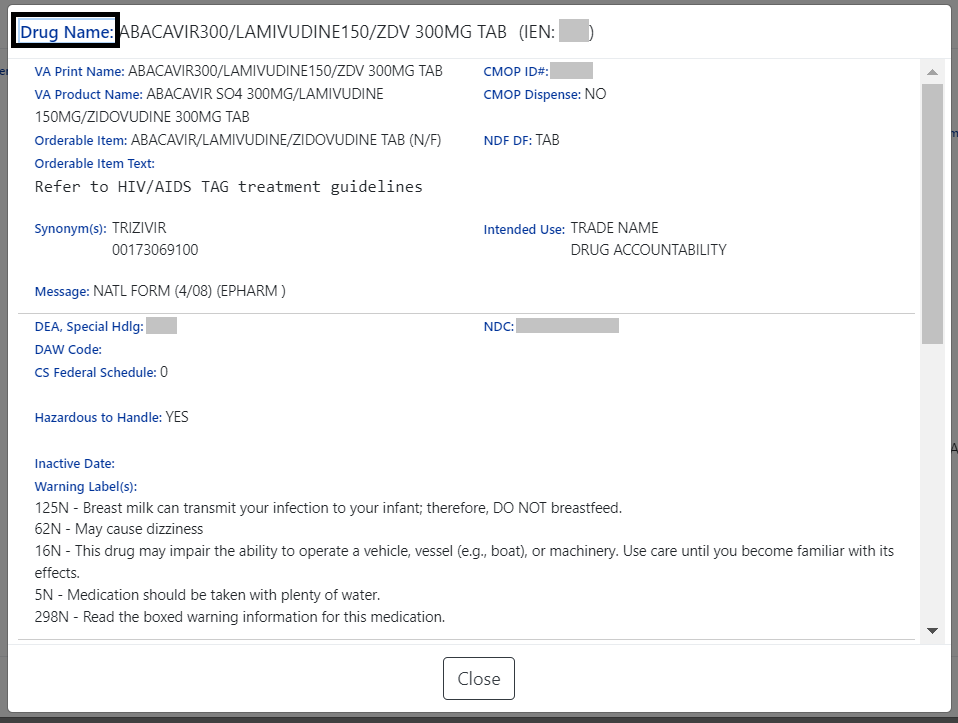 Drug Name: ABACAVIR300/LAMIVUDINE150/ZDV 300MG TAB (IEN: )
VA Print Name: ABACAVIR300/LAMIVUDINE150/ZDV 300MG TAB
CMOP ID#:
VA Product Name: ABACAVIR SO4 300MG/LAMIVUDINE
150MG/ZIDOVUDINE 300MG TAB
CMOP Dispense: NO
Orderable Item: ABACAVIR/LAMIVUDINE/ZIDOVUDINE TAB (N/F)
NDF DF: TAB
Orderable Item Text:
Refer to HIV/AIDS TAG treatment guidelines
Synonym(s): TRIZIVIR
00173069100
Intended Use: TRADE NAME
DRUG ACCOUNTABILITY
Message: NATL FORM (4/08) (EPHARM )
DEA, Special Hdlg:
NDC:
DAW Code:
CS Federal Schedule: 0
Hazardous to Handle: YES
Inactive Date:
Warning Label(s):
125N - Breast milk can transmit your infection to your infant; therefore, DO NOT breastfeed.
62N - May cause dizziness
16N - This drug may impair the ability to operate a vehicle, vessel (e.g., boat), or machinery. Use care until you become familiar with its
effects.
5N - Medication should be taken with plenty of water.
298N - Read the boxed warning information for this medication.
Close